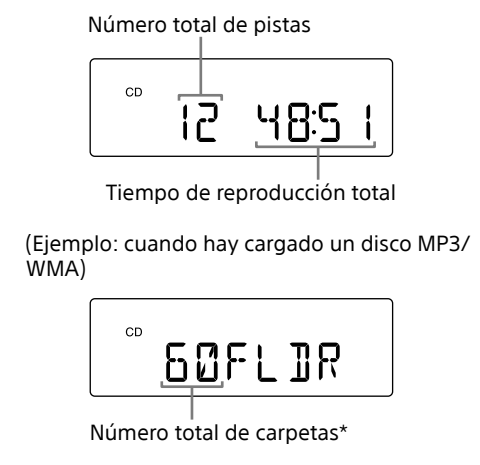 Número total de pistas
CD
12 48:51
Tiempo de reproducción total
(Ejemplo: cuando hay cargado un disco MP3/
WMA)
CD
60FLDR
Número total de carpetas*